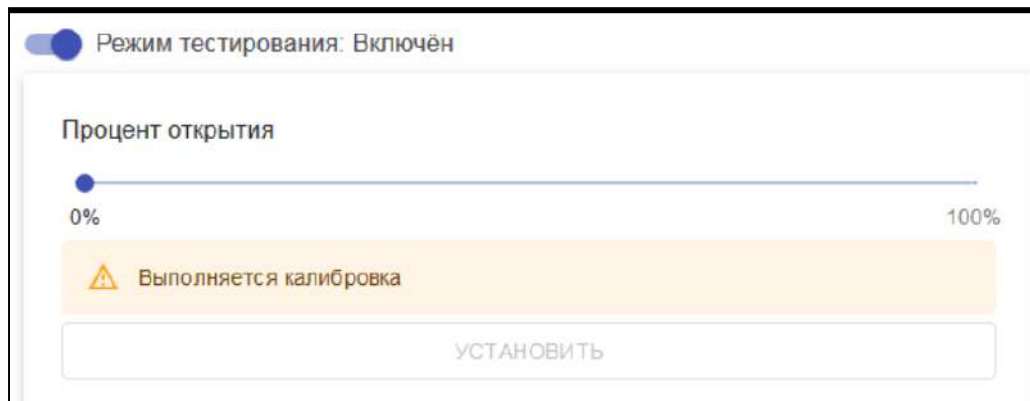 Режим тестирования: Включён
Процент открытия
0% 100%
Выполняется калибровка
УСТАНОВИТЬ